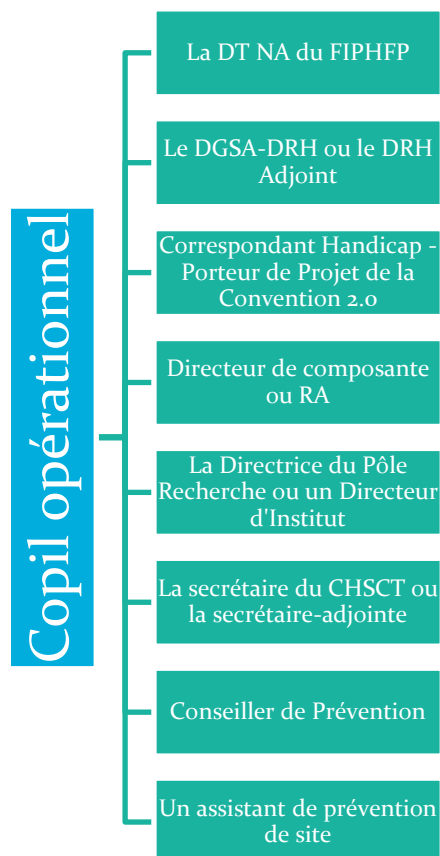 Copil opérationnel
La DT NA du FIPHFP
Le DGSA-DRH ou le DRH
Adjoint
Correspondant Handicap -
Porteur de Projet de la
Convention 2.0
Directeur de composante
ou RA
La Directrice du Pôle
Recherche ou un Directeur
d'Institut
La secrétaire du CHSCT ou
la secrétaire-adjointe
Conseiller de Prévention
Un assistant de prévention
de site